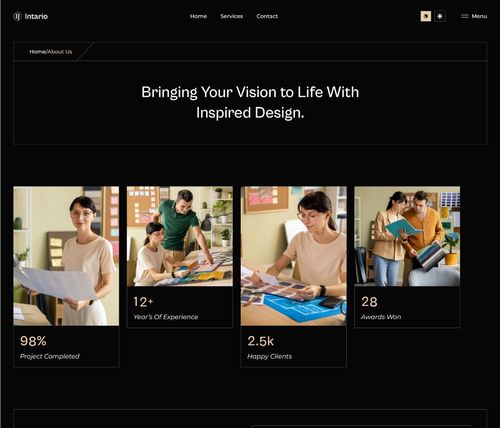 Intario
Home
Services
Contact
Menu
Home/About Us
Bringing Your Vision to Life With
Inspired Design.
98%
Project Completed
12+
Year's Of Experience
2.5k
Happy Clients
28
Awards Won